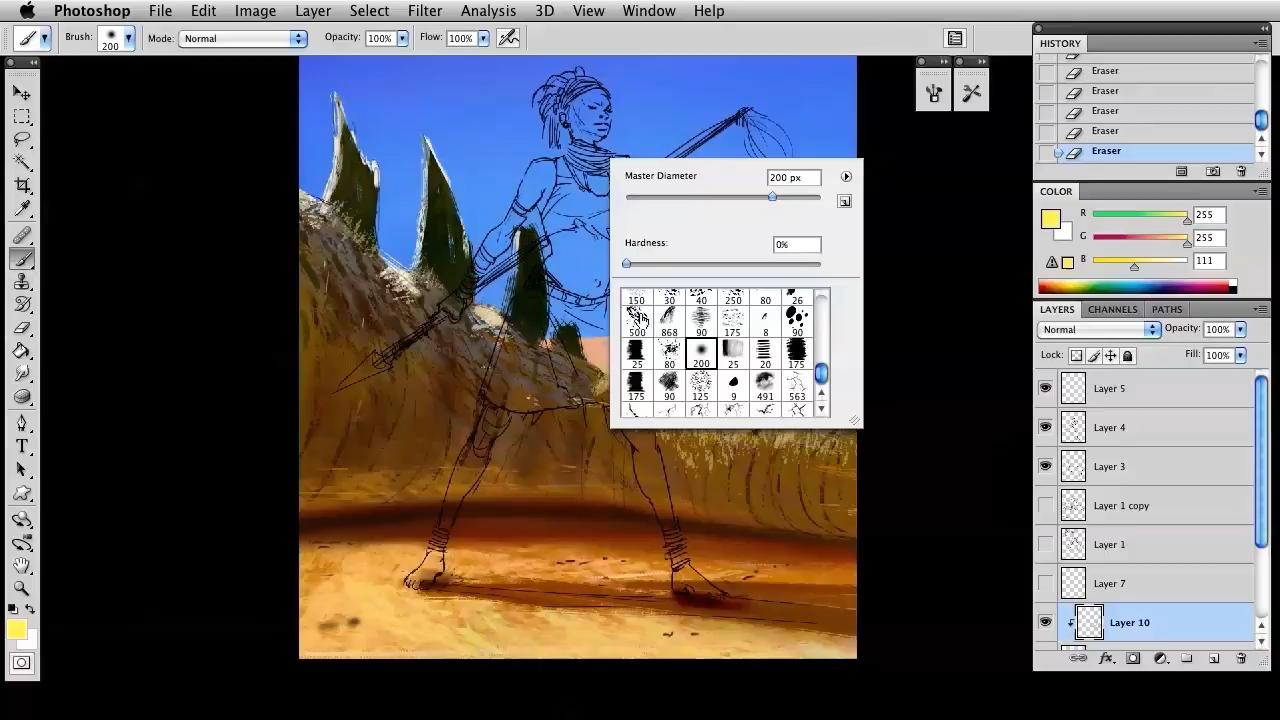 Photoshop File Edit Image Layer Select Filter Analysis 3D View Window Help
Brush: 200 Mode: Normal Opacity: 100% Flow: 100%
HISTORY
Eraser
Eraser
Eraser
Eraser
Eraser
Master Diameter 200 px
Hardness: 0%
150 30 40 250 80 26
500 868 90 175 8 90
25 80 200 25 20 175
175 90 125 9 491 563
COLOR
R 255
G 255
B 111
LAYERS CHANNELS PATHS
Normal Opacity: 100%
Lock: Fill: 100%
Layer 5
Layer 4
Layer 3
Layer 1 copy
Layer 1
Layer 7
Layer 10